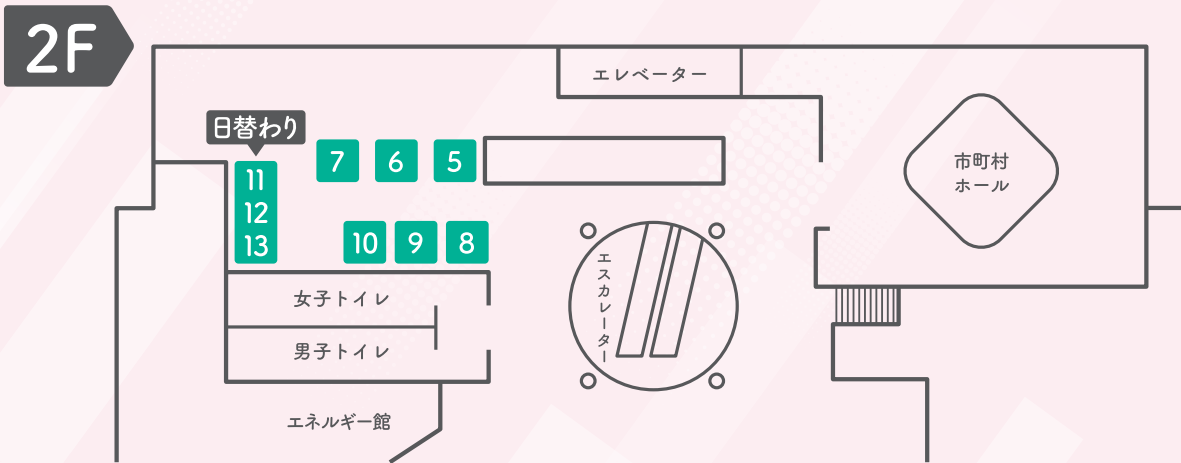 2F
エレベーター
日替わり
7 6 5
11
12
13
10 9 8
市町村
ホール
エスカレーター
女子トイレ
男子トイレ
エネルギー館